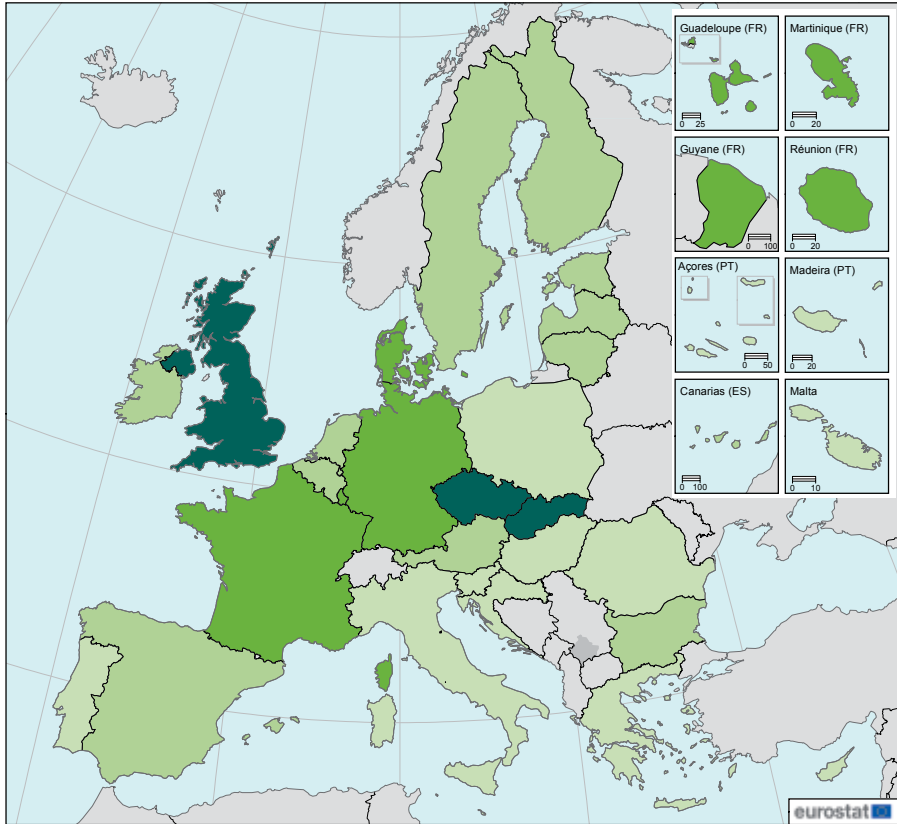 Guadeloupe (FR)
0 25
Martinique (FR)
0 20
Guyane (FR)
0 100
Réunion (FR)
0 20
Açores (PT)
0 50
Madeira (PT)
0 20
Canarias (ES)
0 100
Malta
0 10
eurostat